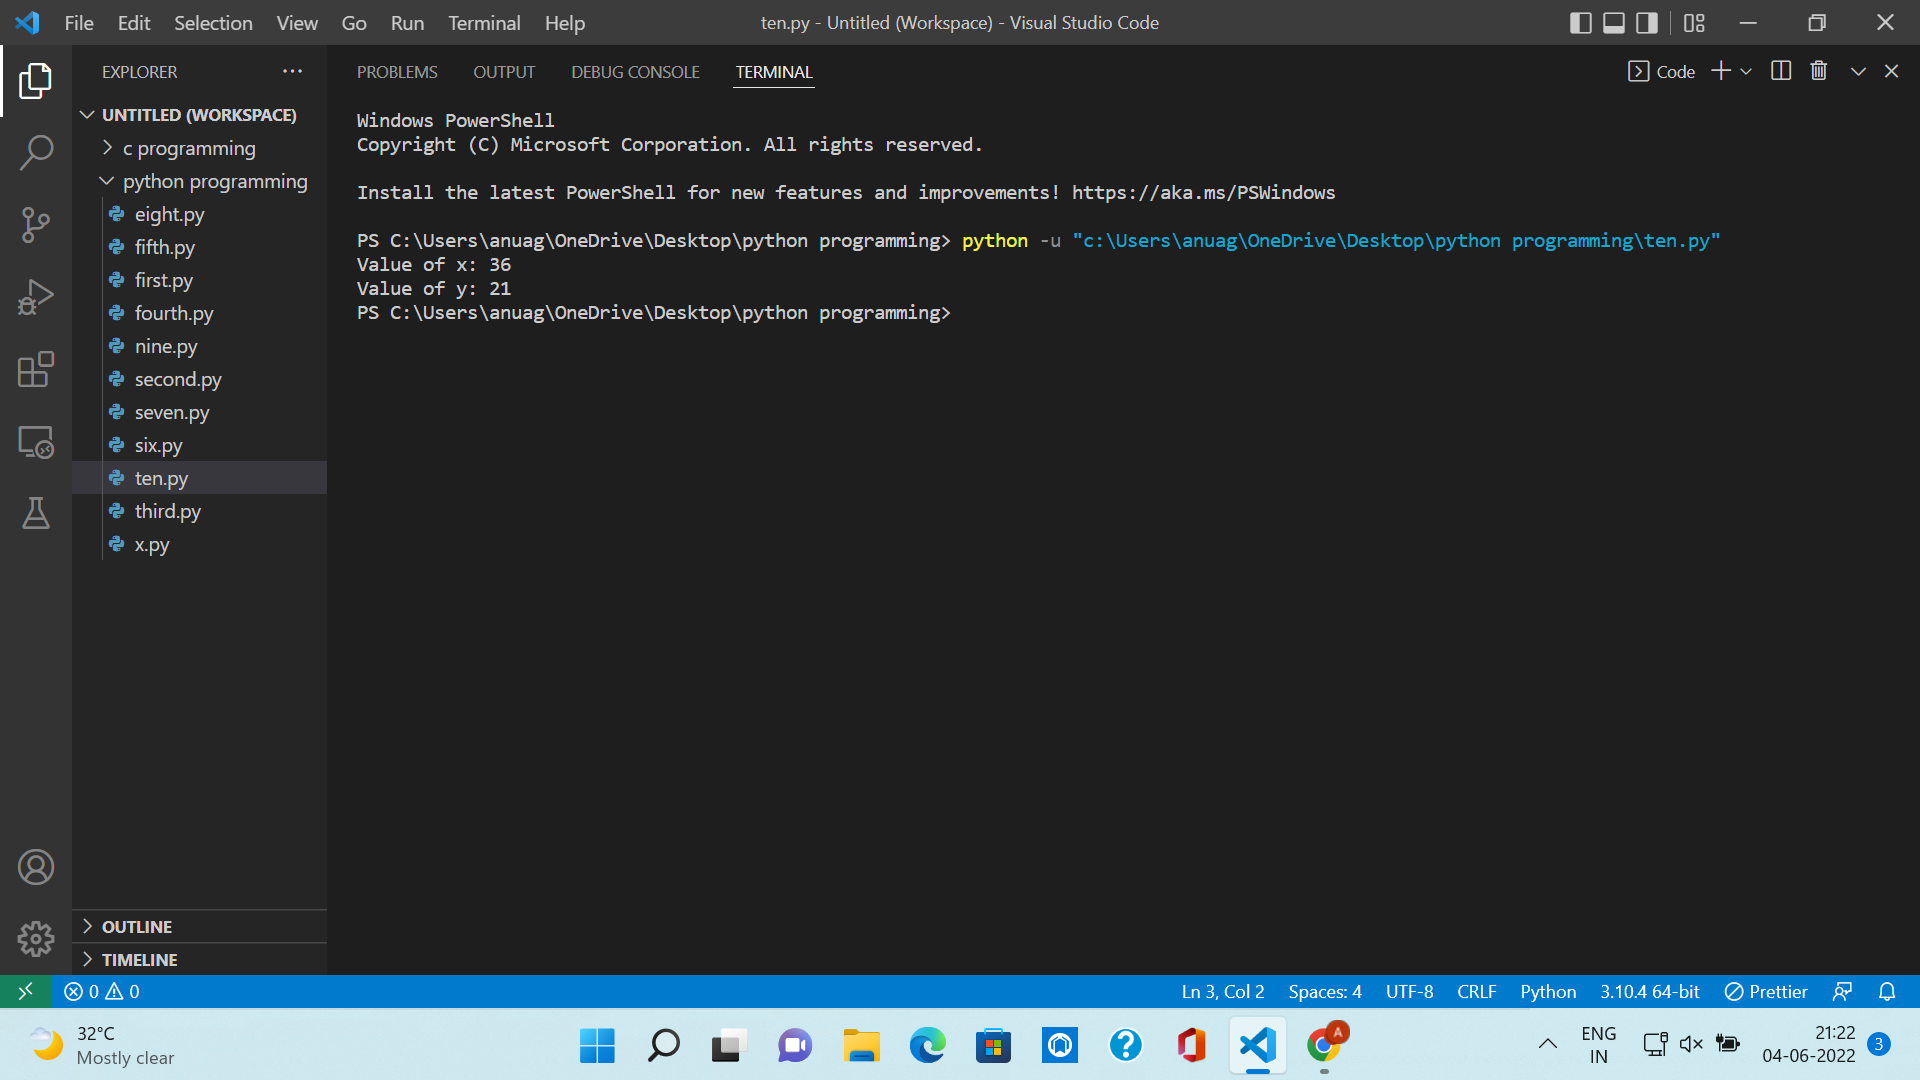 File Edit Selection View Go Run Terminal Help
ten.py - Untitled (Workspace) - Visual Studio Code
EXPLORER
UNTITLED (WORKSPACE)
c programming
python programming
eight.py
fifth.py
first.py
fourth.py
nine.py
second.py
seven.py
six.py
ten.py
third.py
x.py
OUTLINE
TIMELINE
PROBLEMS OUTPUT DEBUG CONSOLE TERMINAL
Code
Windows PowerShell
Copyright (C) Microsoft Corporation. All rights reserved.
Install the latest PowerShell for new features and improvements! https://aka.ms/PSWindows
PS C:\Users\anuag\OneDrive\Desktop\python programming> python -u "c:\Users\anuag\OneDrive\Desktop\python programming\ten.py"
Value of x: 36
Value of y: 21
PS C:\Users\anuag\OneDrive\Desktop\python programming>
0 0
Ln 3, Col 2 Spaces: 4 UTF-8 CRLF Python 3.10.4 64-bit Prettier
32°C
Mostly clear
A
ENG
IN
21:22
04-06-2022
3